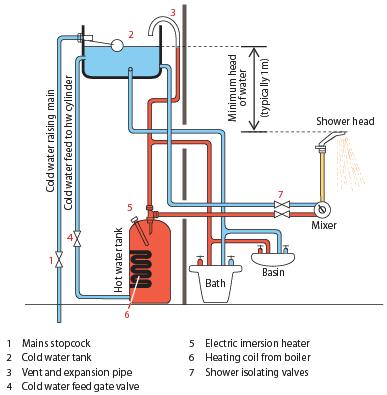 3
2
Cold water raising main
Cold water feed to hw cylinder
Minimum head
of water
(typically 1m)
Shower head
7
5
4
Hot water tank
Mixer
1
Bath
Basin
6
1 Mains stopcock
2 Cold water tank
3 Vent and expansion pipe
4 Cold water feed gate valve
5 Electric imersion heater
6 Heating coil from boiler
7 Shower isolating valves